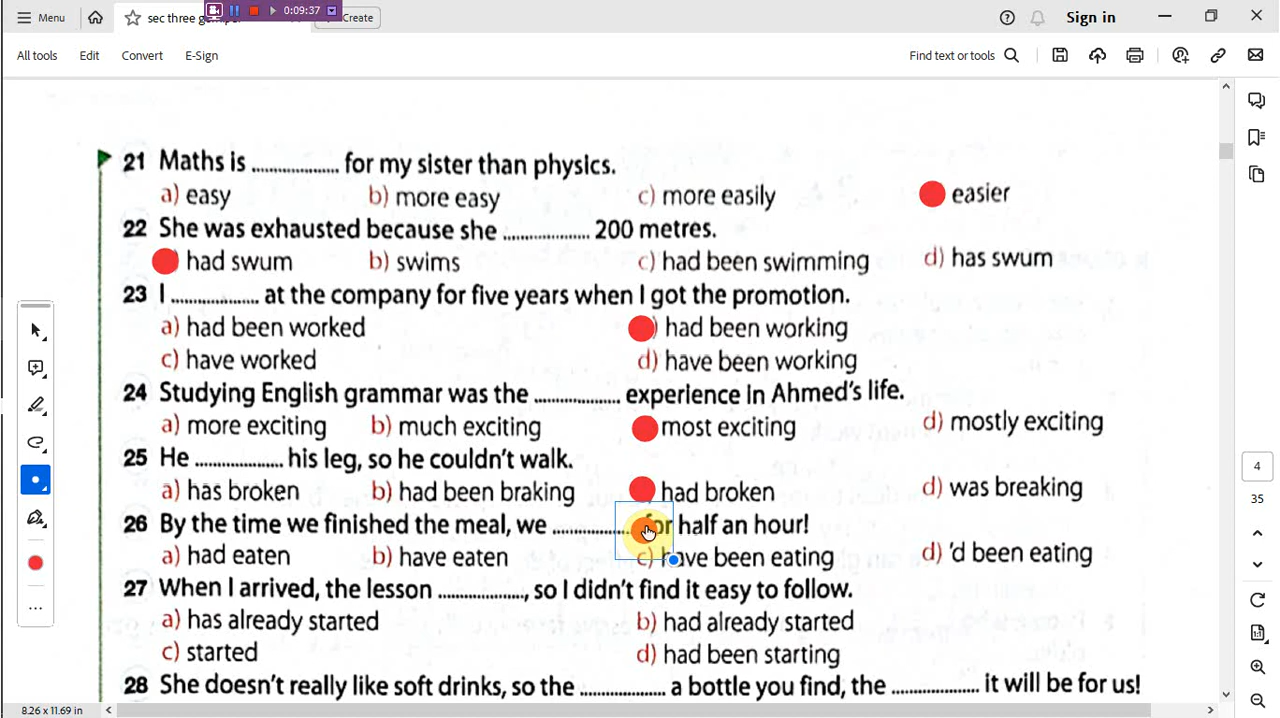 Menu
sec three
00:09:37
Create
Sign in
All tools
Edit
Convert
E-Sign
Find text or tools
21 Maths is ................. for my sister than physics.
a) easy b) more easy c) more easily easier
22 She was exhausted because she ................. 200 metres.
had swum b) swims c) had been swimming d) has swum
23 I ................. at the company for five years when I got the promotion.
a) had been worked ) had been working
c) have worked d) have been working
24 Studying English grammar was the ................. experience in Ahmed's life.
a) more exciting b) much exciting most exciting d) mostly exciting
25 He ................. his leg, so he couldn't walk.
a) has broken b) had been braking had broken d) was breaking
26 By the time we finished the meal, we ................. for half an hour!
a) had eaten b) have eaten c) have been eating d) 'd been eating
27 When I arrived, the lesson ................., so I didn't find it easy to follow.
a) has already started b) had already started
c) started d) had been starting
28 She doesn't really like soft drinks, so the ................. a bottle you find, the ................. it will be for us!
4
35
8.26 x 11.69 in